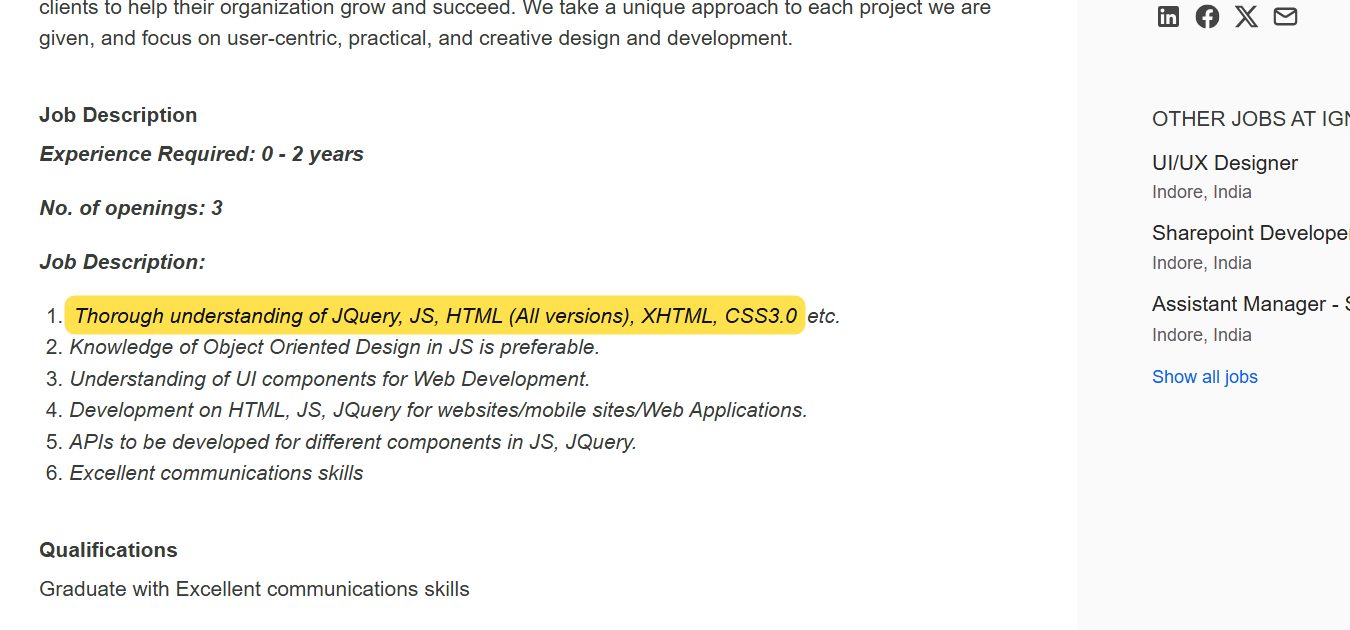 clients to help their organization grow and succeed. We take a unique approach to each project we are
given, and focus on user-centric, practical, and creative design and development.
Job Description
Experience Required: 0 - 2 years
No. of openings: 3
Job Description:
1. Thorough understanding of JQuery, JS, HTML (All versions), XHTML, CSS3.0 etc.
2. Knowledge of Object Oriented Design in JS is preferable.
3. Understanding of UI components for Web Development.
4. Development on HTML, JS, JQuery for websites/mobile sites/Web Applications.
5. APIs to be developed for different components in JS, JQuery.
6. Excellent communications skills
Qualifications
Graduate with Excellent communications skills
OTHER JOBS AT
UI/UX Designer
Indore, India
Sharepoint
Indore, India
Assistant Manager -
Indore, India
Show all jobs